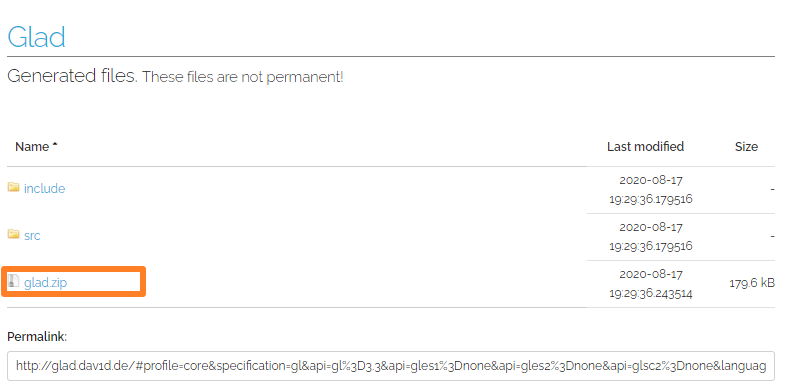 Glad
Generated files. These files are not permanent!
Name Last modified Size
include 2020-08-17 19:29:36.179516 -
src 2020-08-17 19:29:36.179516 -
glad.zip 2020-08-17 19:29:36.243514 179.6 kB
Permalink:
http://glad.dav1d.de/#profile=core&specification=gl&api=gl%3D3.3&api=gles1%3Dnone&api=gles2%3Dnone&api=glsc2%3Dnone&languag